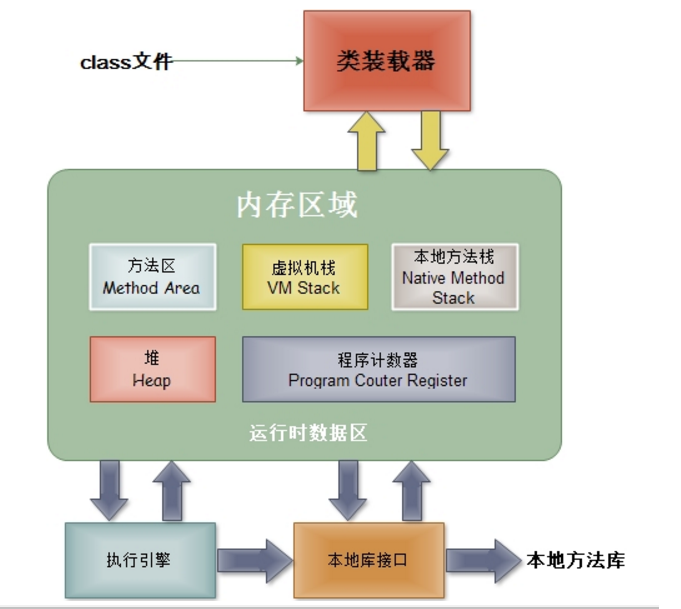 class文件
类装载器
内存区域
方法区
Method Area
虚拟机栈
VM Stack
本地方法栈
Native Method
Stack
堆
Heap
程序计数器
Program Couter Register
运行时数据区
执行引擎
本地库接口
本地方法库